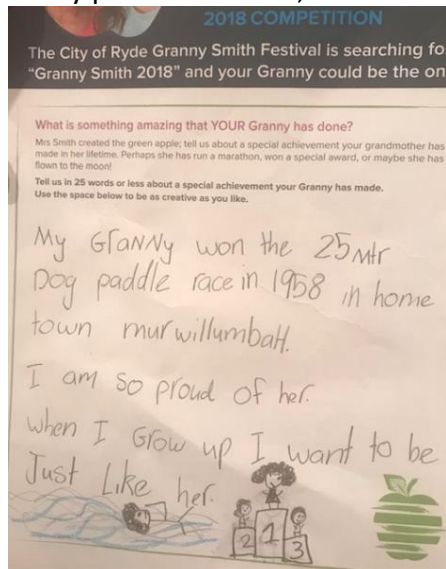 2018 COMPETITION
The City of Ryde Granny Smith Festival is searching fo
"Granny Smith 2018" and your Granny could be the on
What is something amazing that YOUR Granny has done?
Mrs Smith created the green apple; tell us about a special achievement your grandmother has
made in her lifetime. Perhaps she has run a marathon, won a special award, or maybe she has
flown to the moon!
Tell us in 25 words or less about a special achievement your Granny has made.
Use the space below to be as creative as you like.
My GranNy won the 25 Mtr
Dog paddle race in 1958 in home
town murwillumbaH.
I am so proud of her.
when I Grow up I want to be
Just Like her.
2 1 3